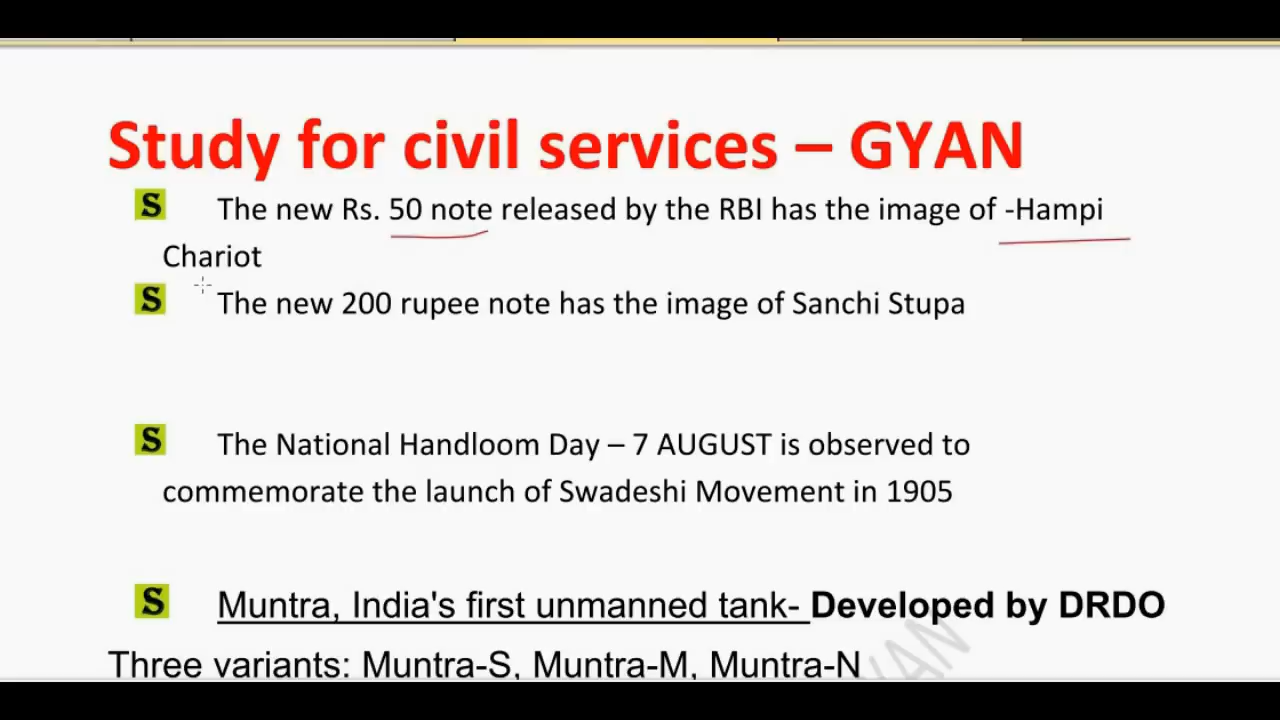 Study for civil services – GYAN
S The new Rs. 50 note released by the RBI has the image of -Hampi
Chariot
S The new 200 rupee note has the image of Sanchi Stupa
S The National Handloom Day – 7 AUGUST is observed to
commemorate the launch of Swadeshi Movement in 1905
S Muntra, India's first unmanned tank- Developed by DRDO
Three variants: Muntra-S, Muntra-M, Muntra-N
YAN